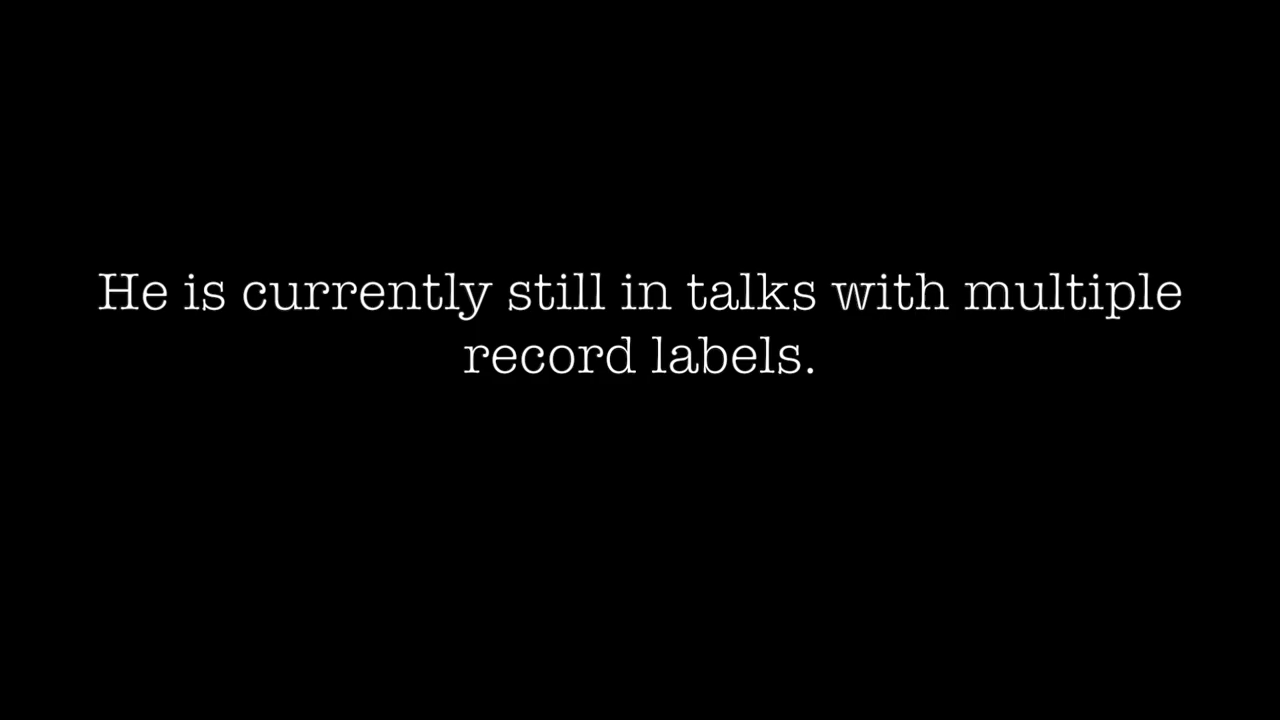 He is currently still in talks with multiple
record labels.